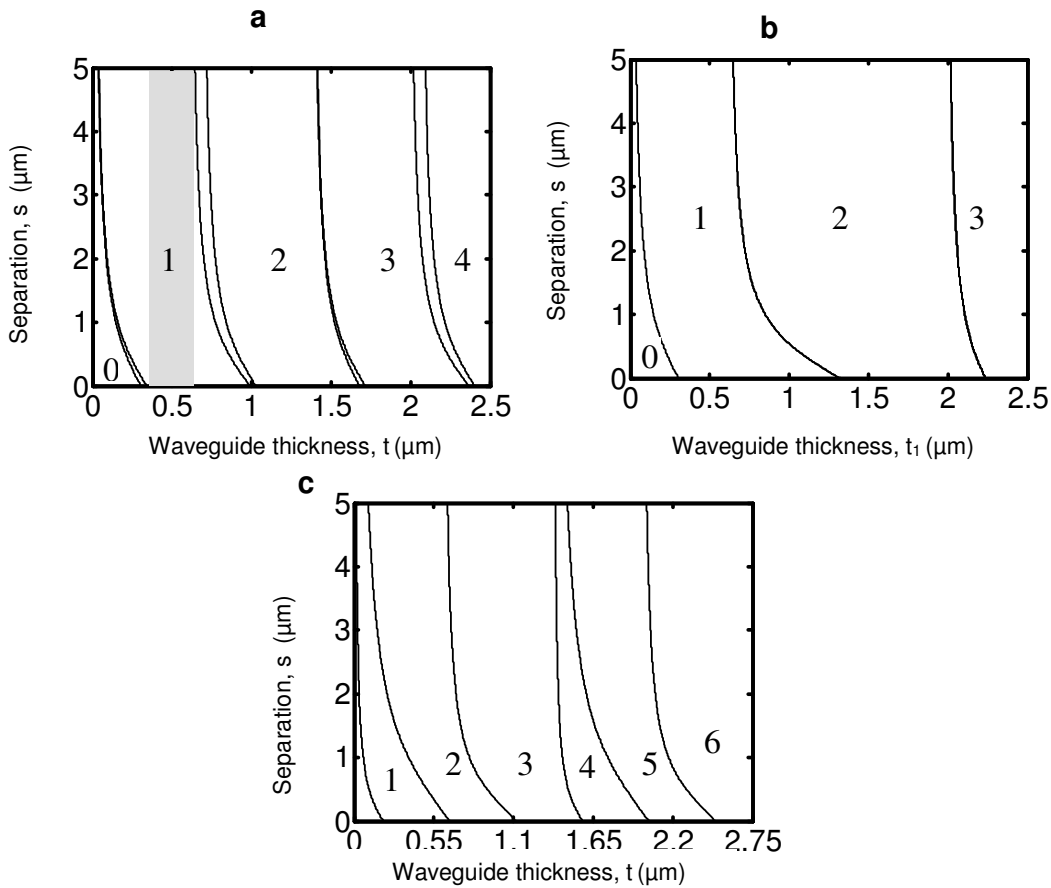 a
5
4
3
2
1
0
Separation, s (µm)
0 1 2 3 4
0 0.5 1 1.5 2 2.5
Waveguide thickness, t (µm)
b
5
4
3
2
1
0
Separation, s (µm)
0 1 2 3
0 0.5 1 1.5 2 2.5
Waveguide thickness, t₁ (µm)
c
5
4
3
2
1
0
Separation, s (µm)
1 2 3 4 5 6
0 0.55 1.1 1.65 2.2 2.75
Waveguide thickness, t (µm)